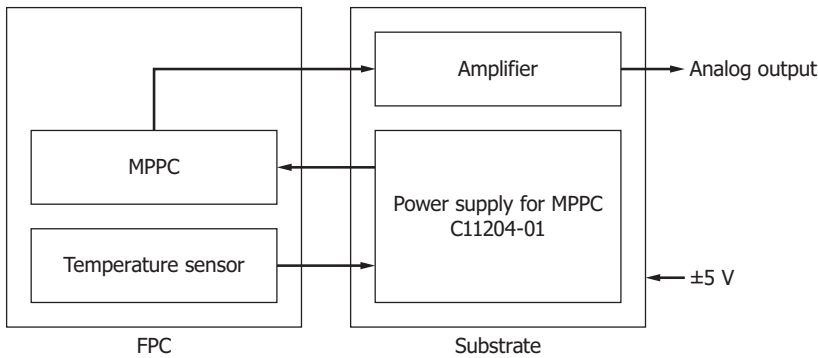 Amplifier
Analog output
MPPC
Power supply for MPPC
C11204-01
Temperature sensor
±5 V
FPC
Substrate